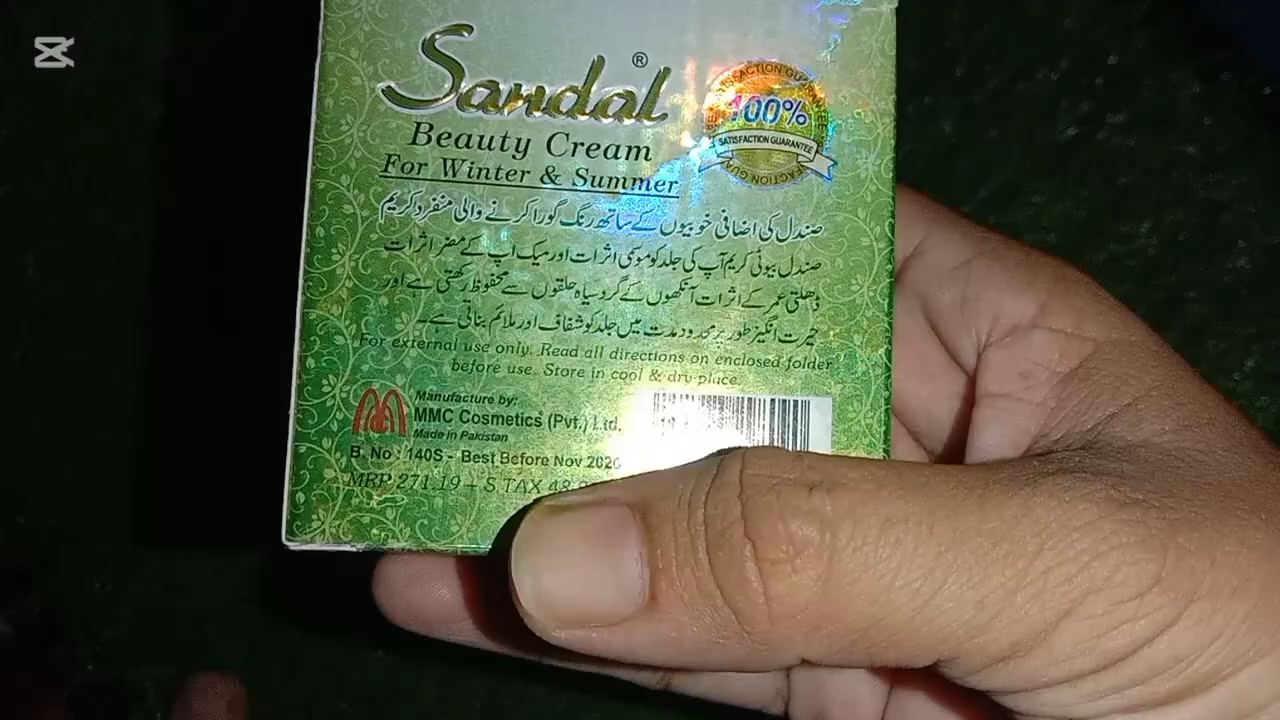 Sandal®
Beauty Cream
For Winter & Summer
SATISFACTION GUARANTEE
100%
SATISFACTION GUARANTEE
صندل کی اضافی خوبیوں کے ساتھ رنگ گورا کرنے والی منفرد کریم
صندل بیوٹی کریم آپ کی جلد کو موسمی اثرات اور میک اپ کے مضر اثرات
ڈھلتی عمر کے اثرات آنکھوں کے گرد سیاہ حلقوں سے محفوظ رکھتی ہے اور
حیرت انگیز طور پر محدود مدت میں جلد کو شفاف اور ملائم بناتی ہے۔
For external use only. Read all directions on enclosed folder
before use. Store in cool & dry place.
Manufacture by:
MMC Cosmetics (Pvt.) Ltd.
Made in Pakistan
B. No : 140S - Best Before Nov 2026
MRP 271.19 + S TAX 48